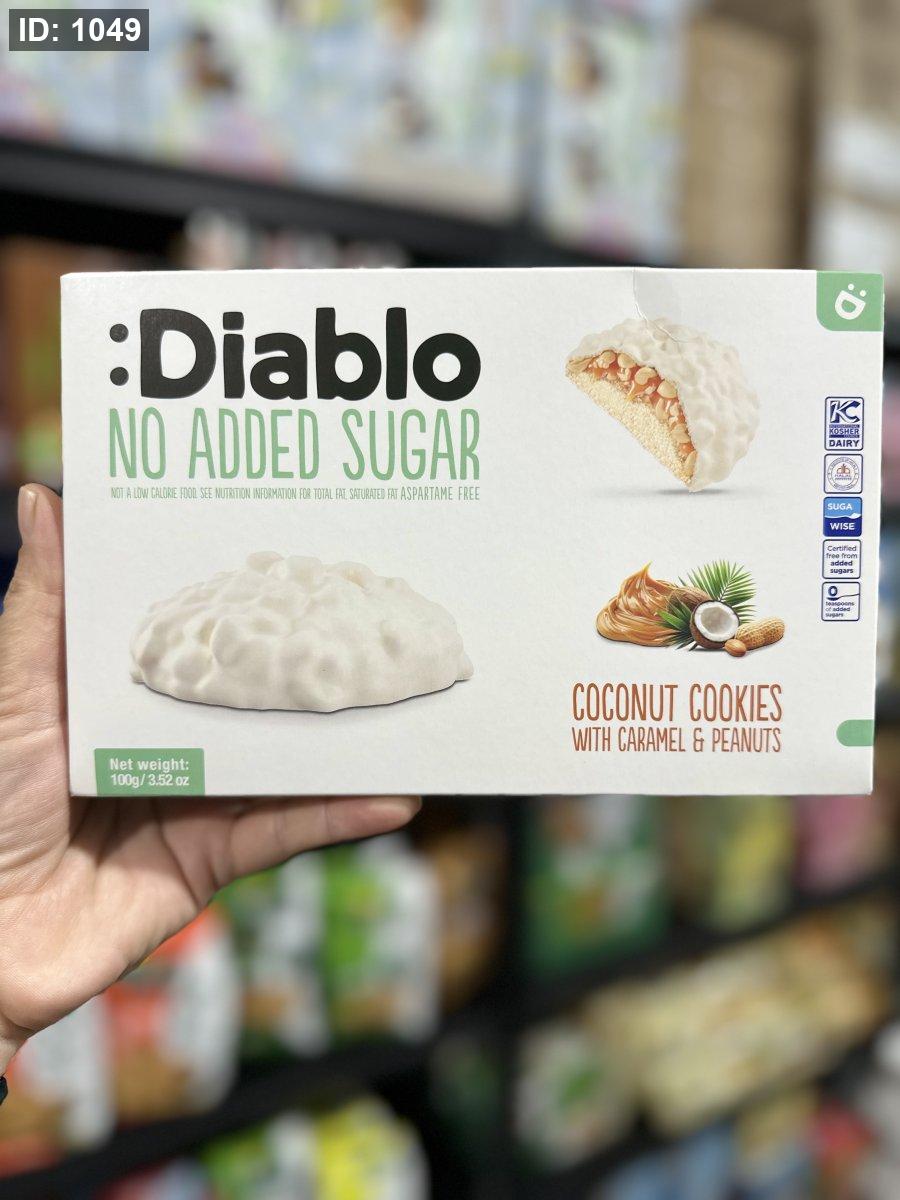 ID: 1049
:Diablo
NO ADDED SUGAR
NOT A LOW CALORIE FOOD. SEE NUTRITION INFORMATION FOR TOTAL FAT, SATURATED FAT ASPARTAME FREE
KC
KOSHER
DAIRY
HALAL
SUGA
WISE
Certified
free from
added
sugars
0
teaspoons
of added
sugars
COCONUT COOKIES
WITH CARAMEL & PEANUTS
Net weight:
100g/ 3.52 oz